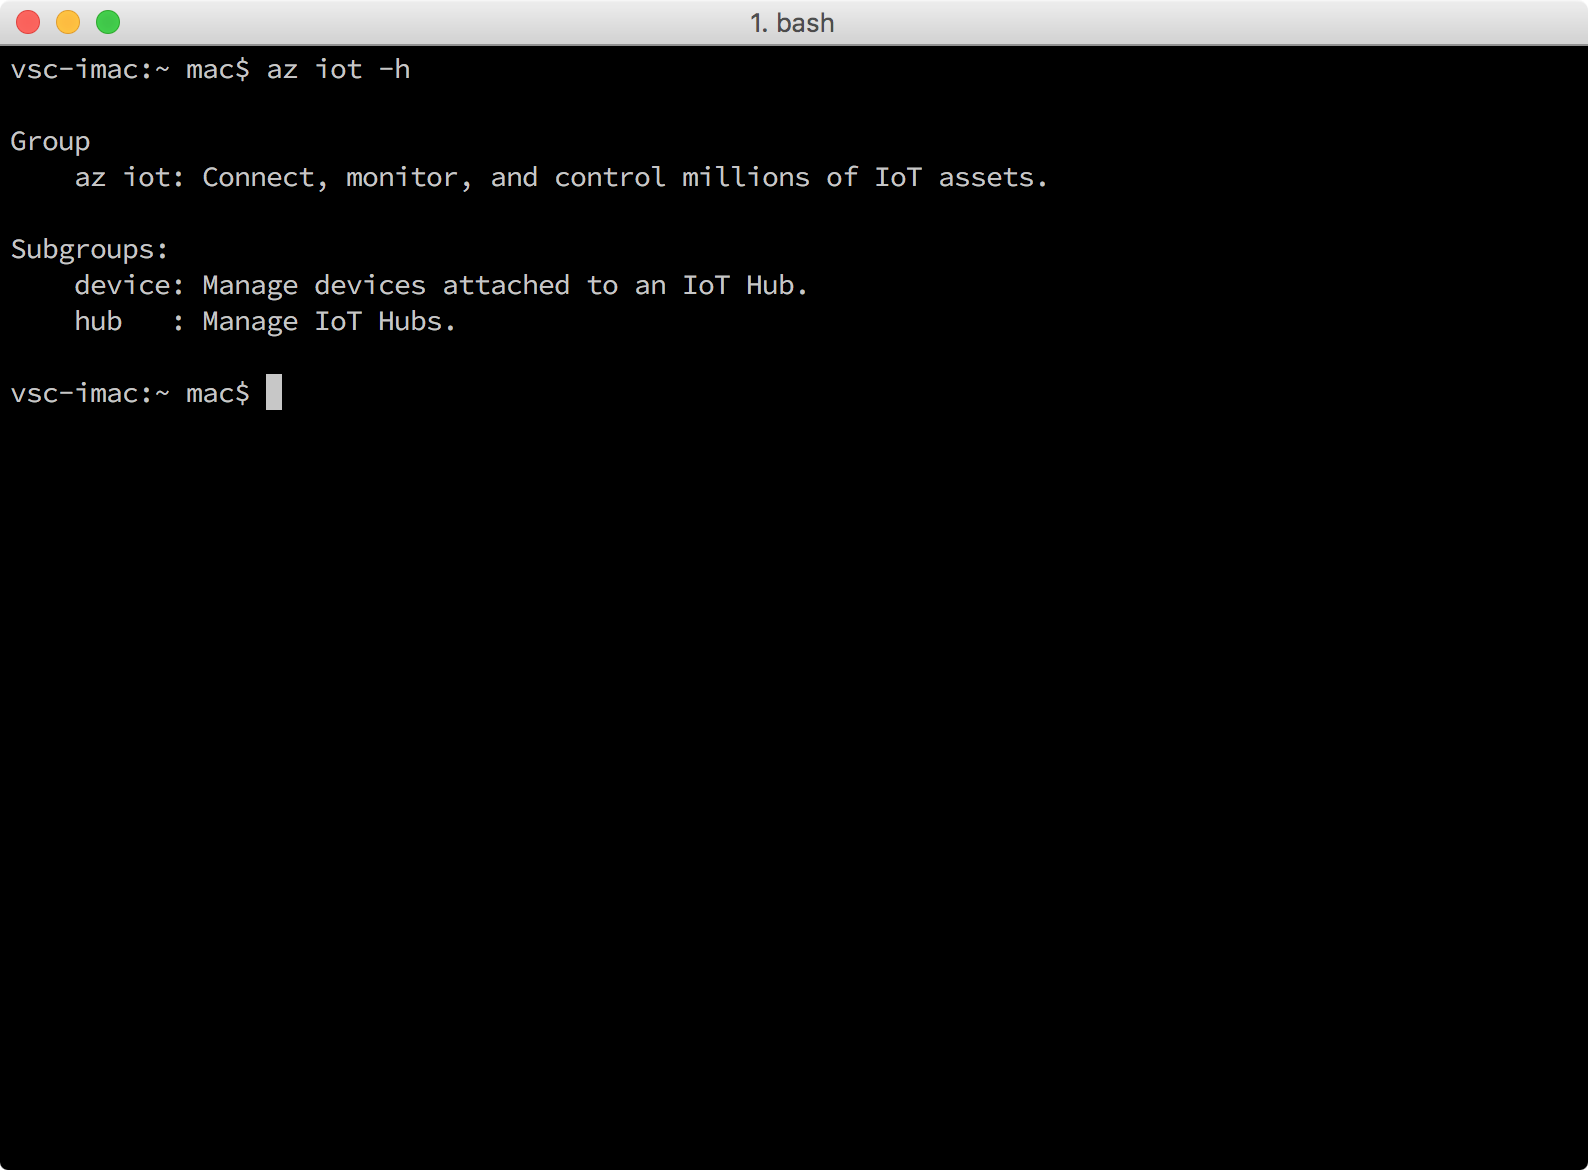 1. bash
vsc-imac:~ mac$ az iot -h
Group
az iot: Connect, monitor, and control millions of IoT assets.
Subgroups:
device: Manage devices attached to an IoT Hub.
hub   : Manage IoT Hubs.
vsc-imac:~ mac$